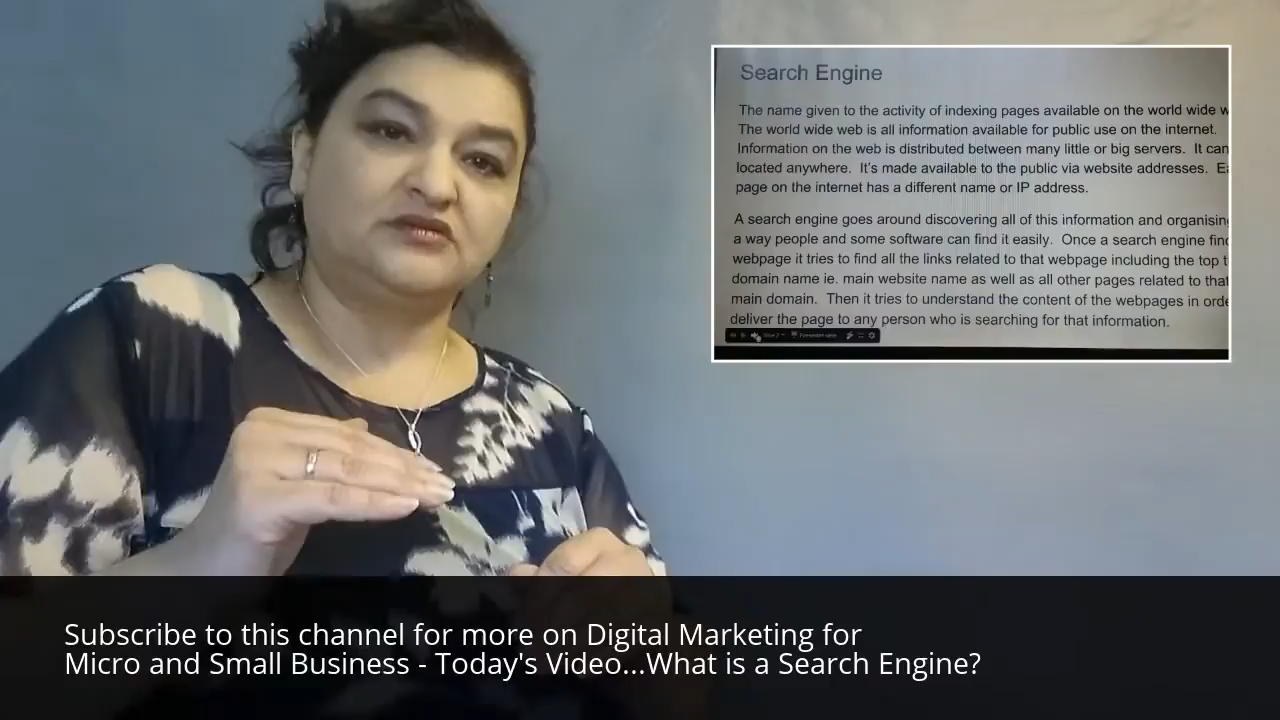 Search Engine
The name given to the activity of indexing pages available on the world wide w
The world wide web is all information available for public use on the internet.
Information on the web is distributed between many little or big servers. It can
located anywhere. It's made available to the public via website addresses. Ea
page on the internet has a different name or IP address.
A search engine goes around discovering all of this information and organising
a way people and some software can find it easily. Once a search engine find
webpage it tries to find all the links related to that webpage including the top t
domain name ie. main website name as well as all other pages related to that
main domain. Then it tries to understand the content of the webpages in orde
deliver the page to any person who is searching for that information.
Subscribe to this channel for more on Digital Marketing for
Micro and Small Business - Today's Video...What is a Search Engine?